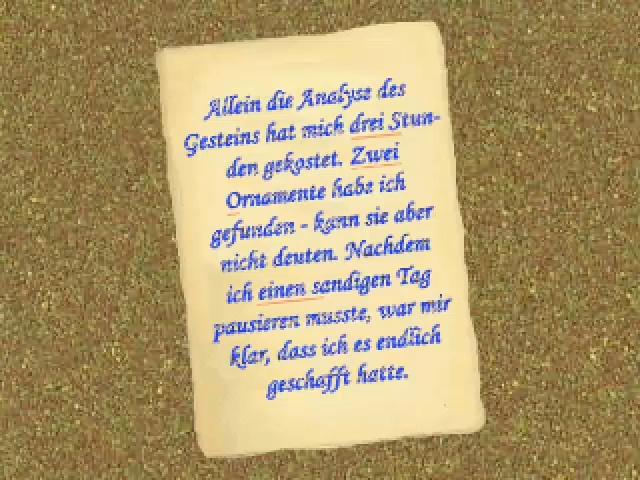 Allein die Analyse des
Gesteins hat mich drei Stun-
den gekostet. Zwei
Ornamente habe ich
gefunden - kann sie aber
nicht deuten. Nachdem
ich einen sandigen Tag
pausieren musste, war mir
klar, dass ich es endlich
geschafft hatte.